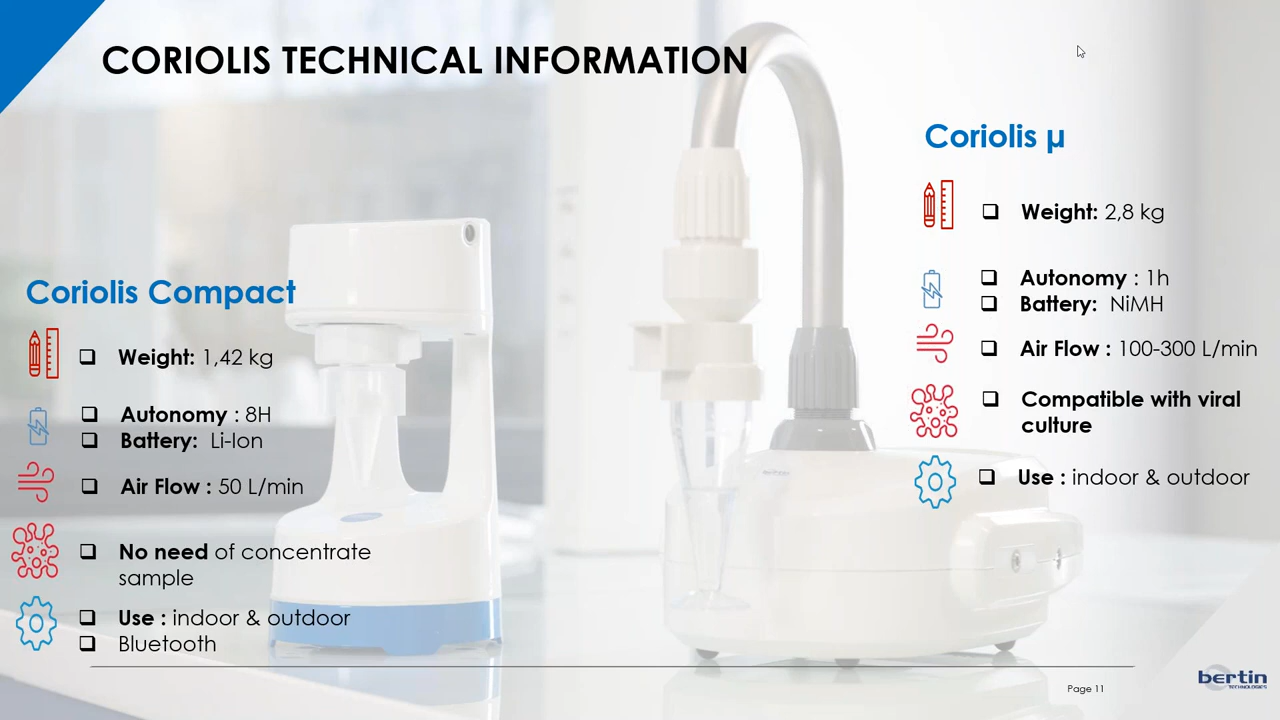 CORIOLIS TECHNICAL INFORMATION
Coriolis Compact
Weight: 1,42 kg
Autonomy : 8H
Battery: Li-Ion
Air Flow : 50 L/min
No need of concentrate
sample
Use : indoor & outdoor
Bluetooth
Coriolis µ
Weight: 2,8 kg
Autonomy : 1h
Battery: NiMH
Air Flow : 100-300 L/min
Compatible with viral
culture
Use : indoor & outdoor
Page 11
bertin
TECHNOLOGIES